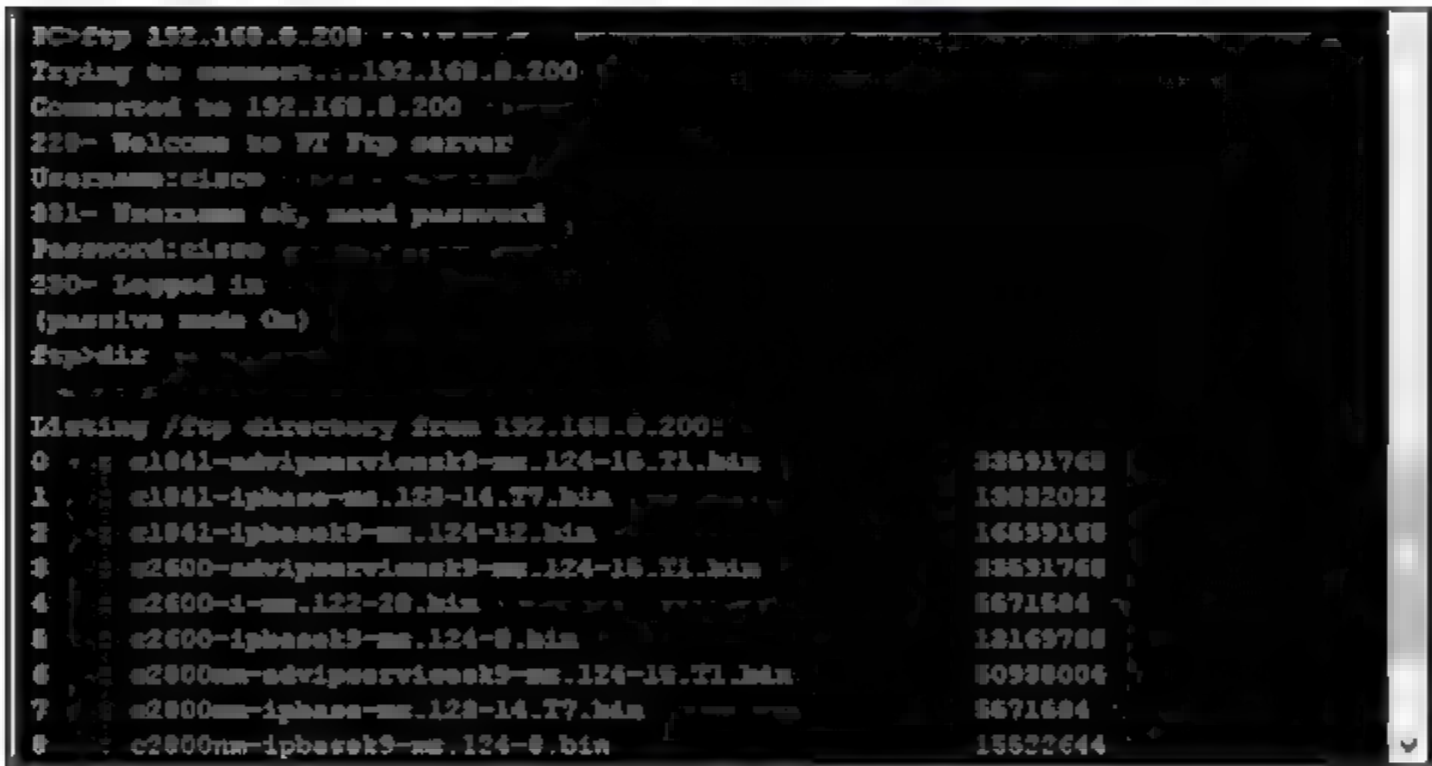 PC>ftp 192.168.0.200
Trying to connect...192.168.0.200
Connected to 192.168.0.200
220- Welcome to PT Ftp server
Username:cisco
331- Username ok, need password
Password:cisco
230- Logged in
(passive mode On)
ftp>dir
Listing /ftp directory from 192.168.0.200:
0 c1841-advipservicesk9-mz.124-15.T1.bin 33591768
1 c1841-ipbase-mz.123-14.T7.bin 13832032
2 c1841-ipbasek9-mz.124-12.bin 16599160
3 c2600-advipservicesk9-mz.124-15.T1.bin 33591768
4 c2600-i-mz.122-28.bin 5571584
5 c2600-ipbasek9-mz.124-8.bin 13169700
6 c2800nm-advipservicesk9-mz.124-15.T1.bin 50938004
7 c2800nm-ipbase-mz.123-14.T7.bin 5571584
8 c2800nm-ipbasek9-mz.124-8.bin 15522644